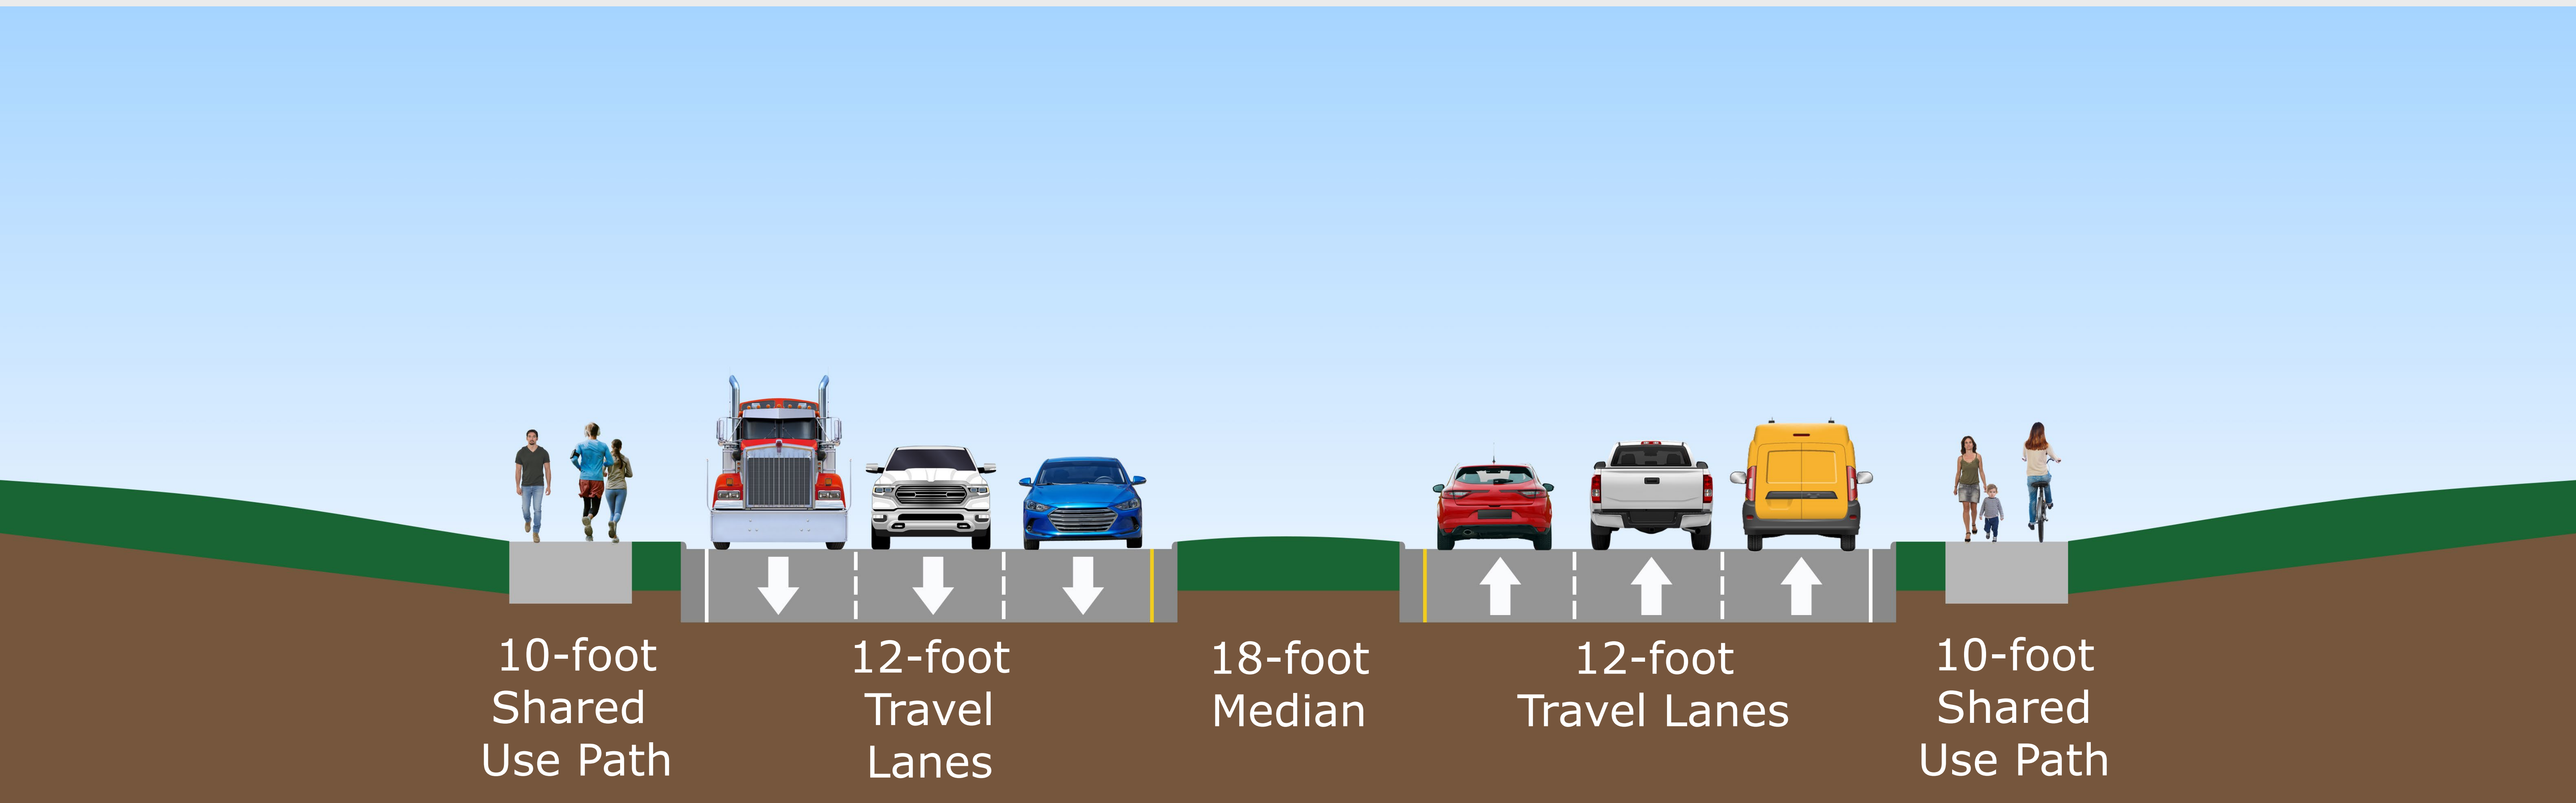 10-foot
Shared
Use Path
12-foot
Travel
Lanes
18-foot
Median
12-foot
Travel Lanes
10-foot
Shared
Use Path